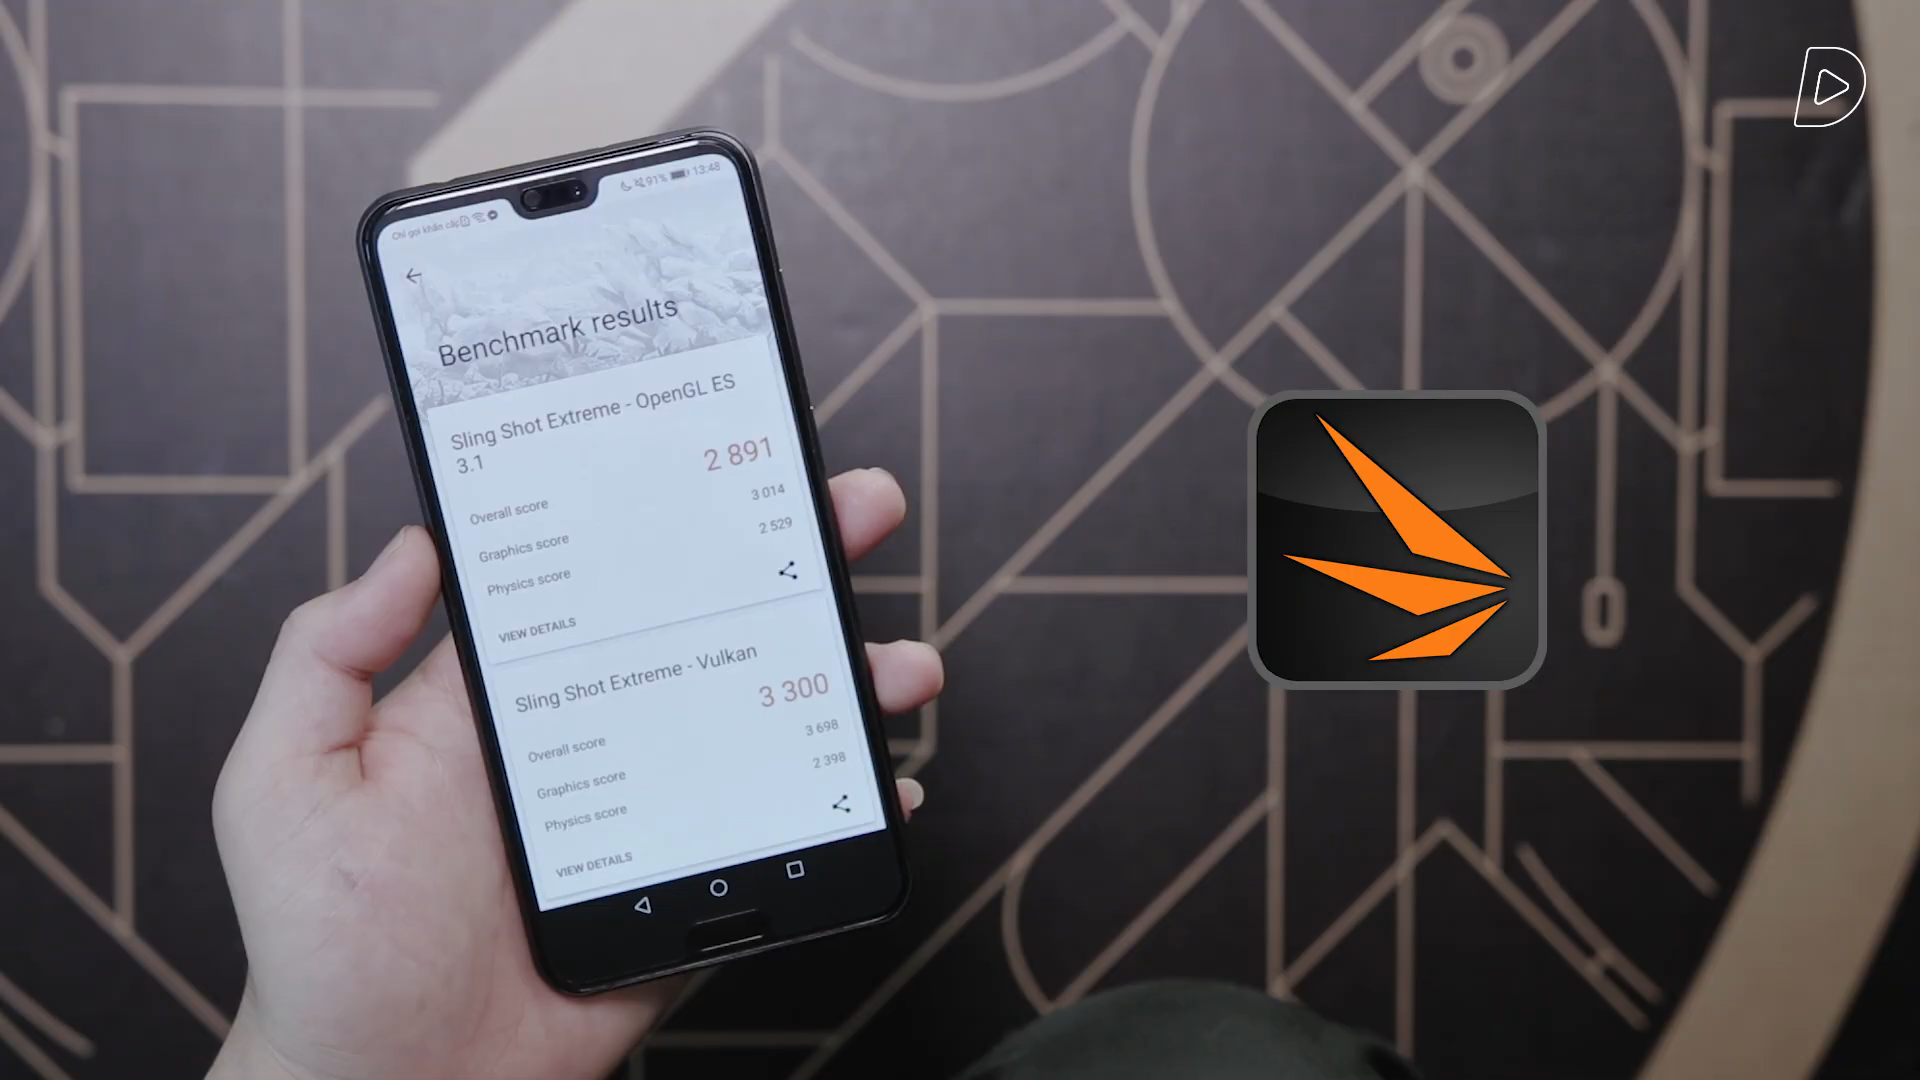 Chỉ gọi khẩn cấp
91% 13:48
Benchmark results
Sling Shot Extreme - OpenGL ES
3.1
2 891
Overall score
3 014
Graphics score
2 529
Physics score
VIEW DETAILS
Sling Shot Extreme - Vulkan
3 300
Overall score
3 698
Graphics score
2 398
Physics score
VIEW DETAILS